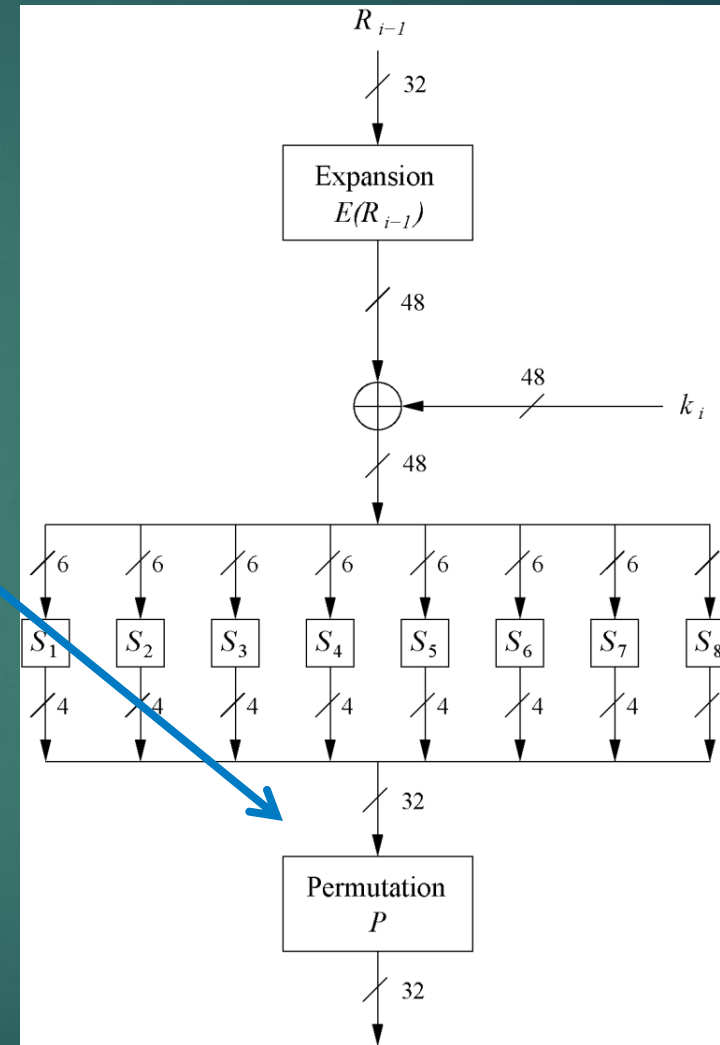 R i−1
32
Expansion
E(R i−1)
48
48
k i
48
6 6 6 6 6 6 6
S1 S2 S3 S4 S5 S6 S7 S8
4 4 4 4 4 4 4
32
Permutation
P
32